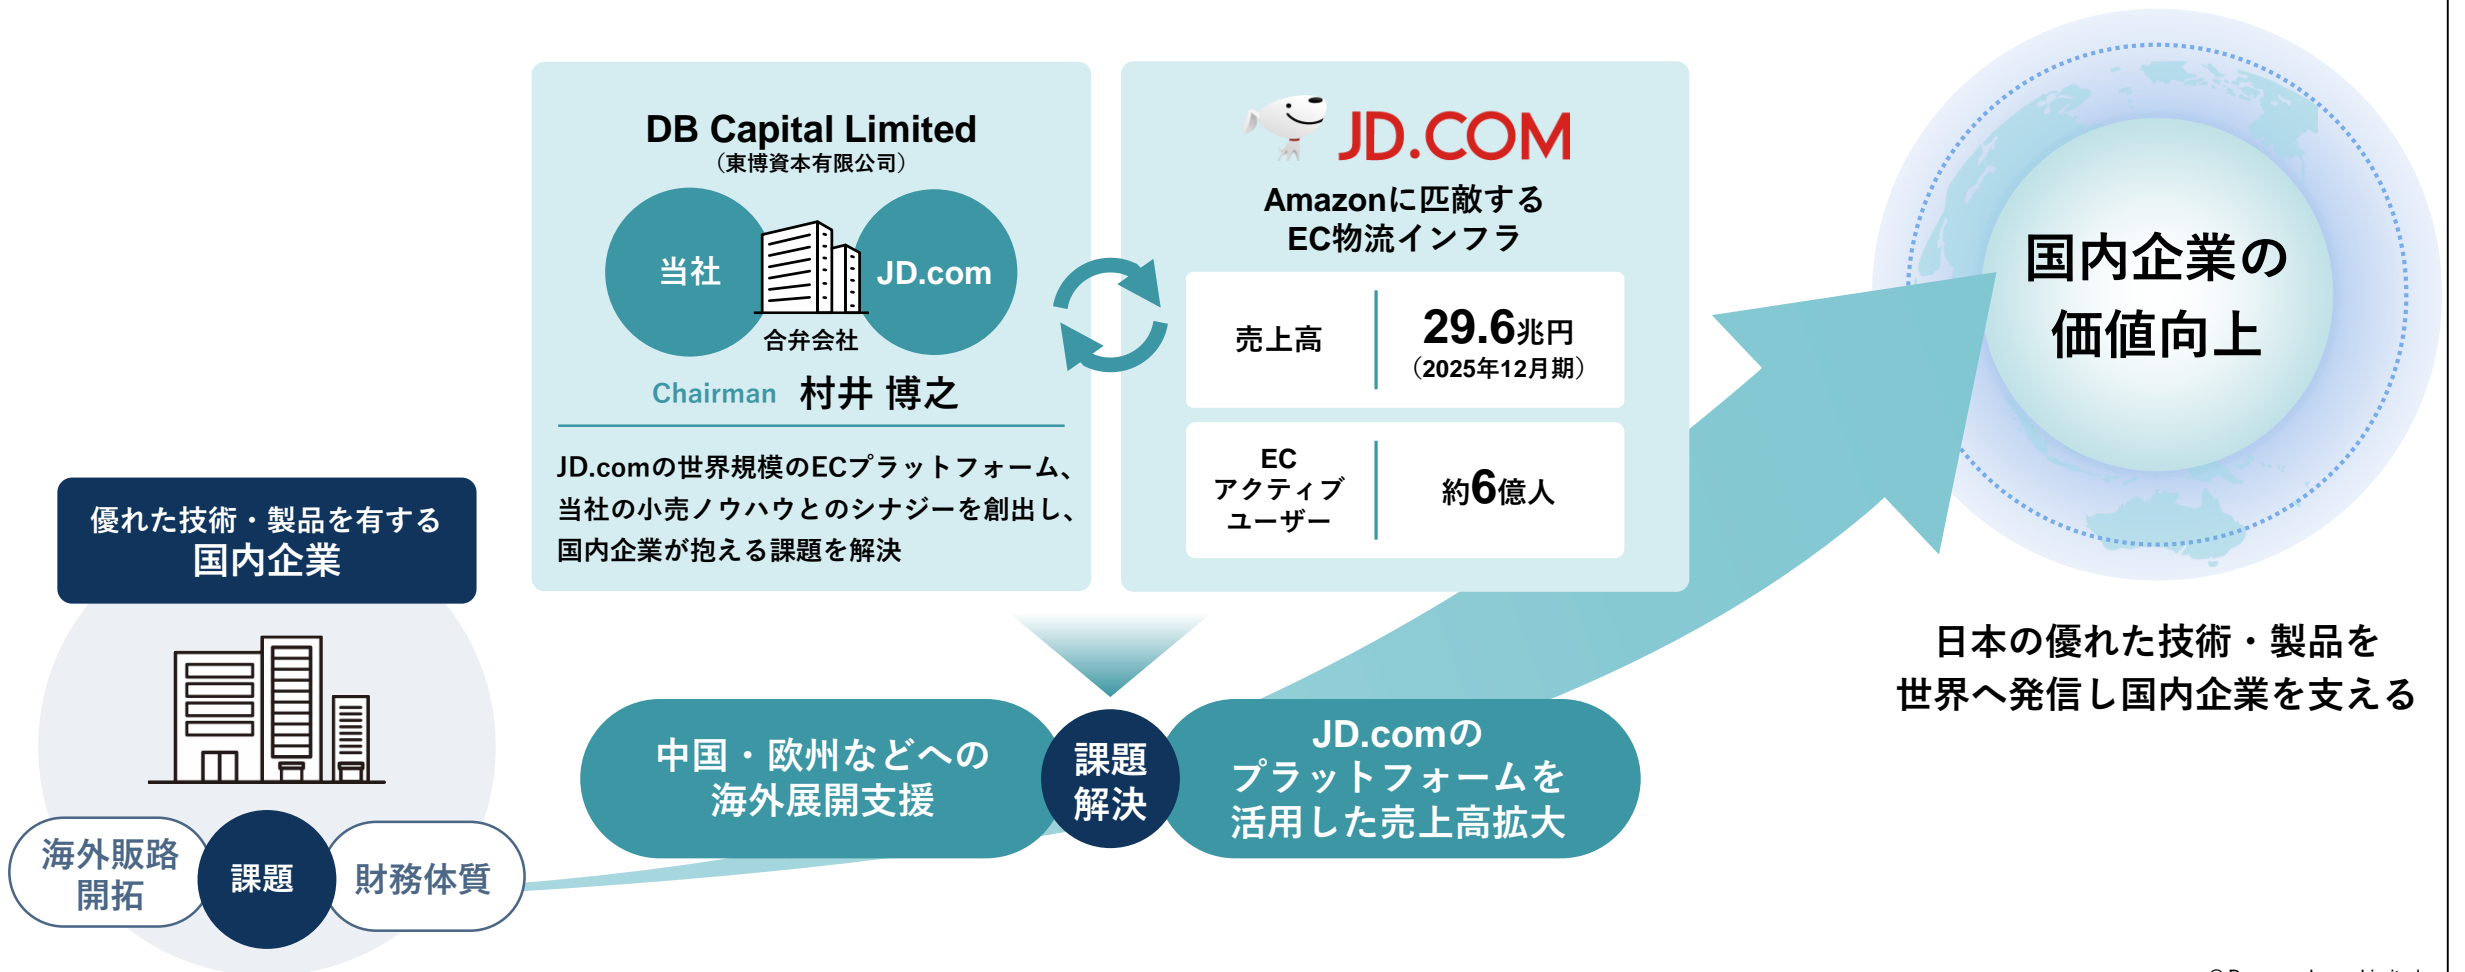 優れた技術・製品を有する
国内企業
海外販路
開拓
課題
財務体質
DB Capital Limited
（東博資本有限公司）
当社
JD.com
合弁会社
Chairman 村井 博之
JD.comの世界規模のECプラットフォーム、
当社の小売ノウハウとのシナジーを創出し、
国内企業が抱える課題を解決
JD.COM
Amazonに匹敵する
EC物流インフラ
売上高
29.6兆円
（2025年12月期）
EC
アクティブ
ユーザー
約6億人
中国・欧州などへの
海外展開支援
課題
解決
JD.comの
プラットフォームを
活用した売上高拡大
国内企業の
価値向上
日本の優れた技術・製品を
世界へ発信し国内企業を支える